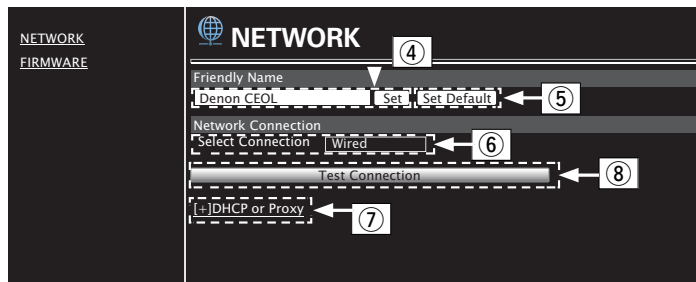 NETWORK
FIRMWARE
NETWORK
④
Friendly Name
Denon CEOL Set Set Default ⑤
Network Connection
Select Connection Wired ⑥
Test Connection ⑧
[+]DHCP or Proxy ⑦